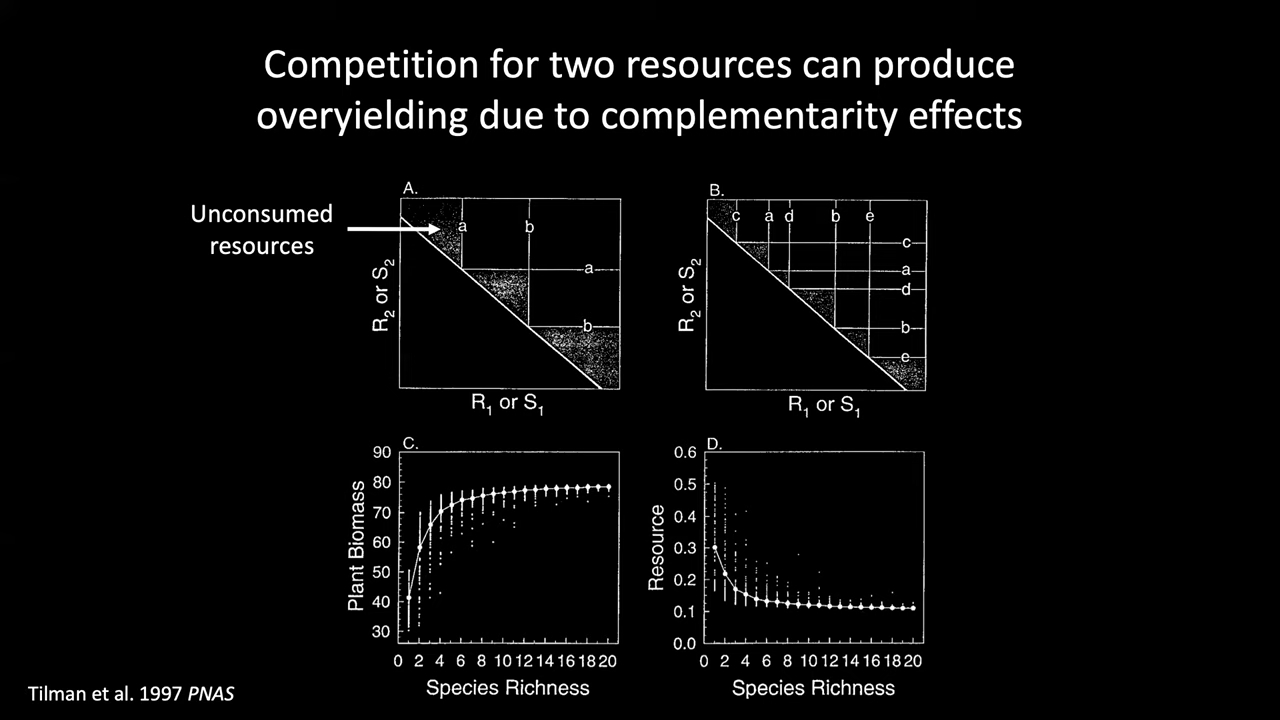 Competition for two resources can produce
overyielding due to complementarity effects
Unconsumed
resources
A.
a
b
a
b
R2 or S2
R1 or S1
B.
c a d b e
c
a
d
b
e
R2 or S2
R1 or S1
C.
90
80
70
60
50
40
30
Plant Biomass
0 2 4 6 8 10 12 14 16 18 20
Species Richness
D.
0.6
0.5
0.4
0.3
0.2
0.1
0.0
Resource
0 2 4 6 8 10 12 14 16 18 20
Species Richness
Tilman et al. 1997 PNAS